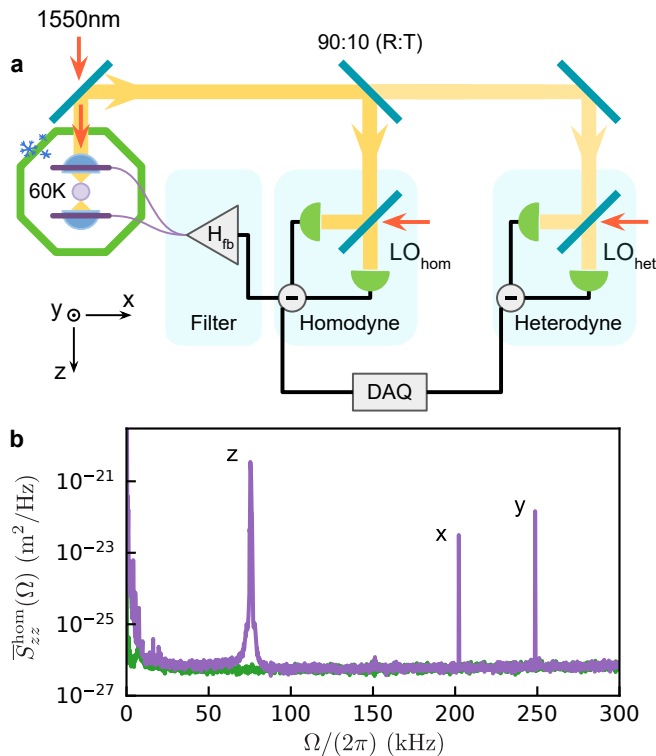 1550nm
90:10 (R:T)
a
60K
H_fb
LO_hom
LO_het
y
x
z
Filter
Homodyne
Heterodyne
DAQ
b
z
x
y
10^−21
10^−23
10^−25
10^−27
S̅_zz^hom(Ω) (m²/Hz)
0 50 100 150 200 250 300
Ω/(2π) (kHz)